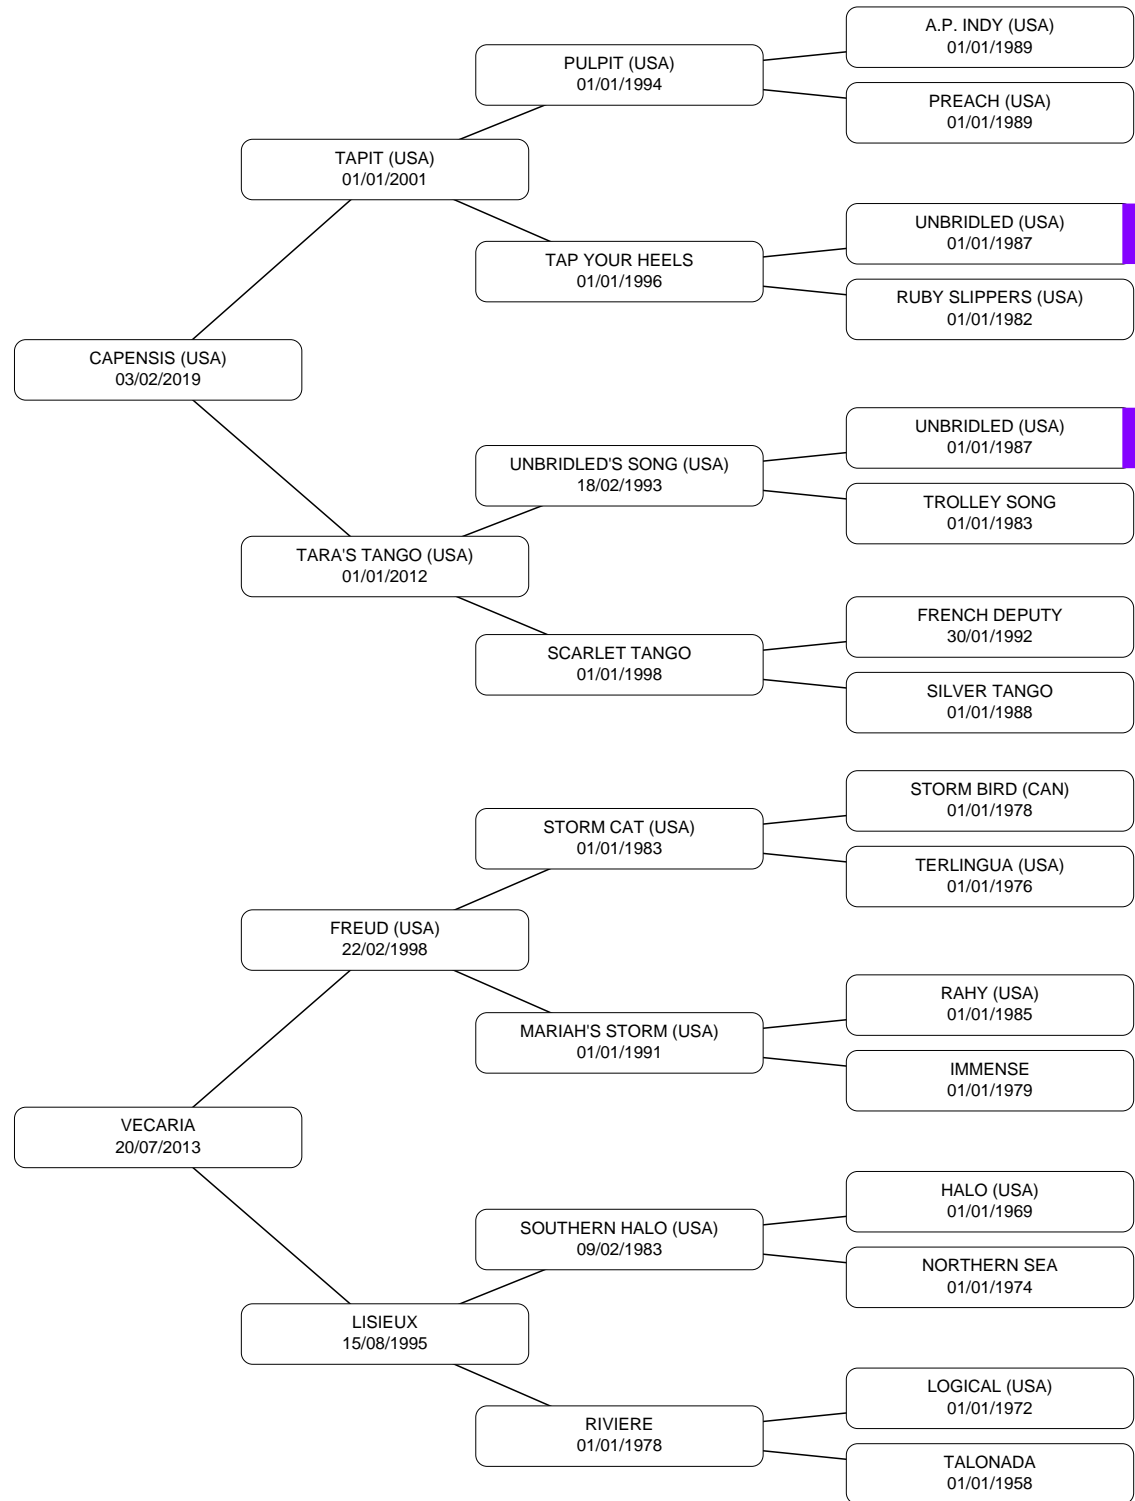 A.P. INDY (USA)
01/01/1989
PULPIT (USA)
01/01/1994
PREACH (USA)
01/01/1989
TAPIT (USA)
01/01/2001
UNBRIDLED (USA)
01/01/1987
TAP YOUR HEELS
01/01/1996
RUBY SLIPPERS (USA)
01/01/1982
CAPENSIS (USA)
03/02/2019
UNBRIDLED (USA)
01/01/1987
UNBRIDLED'S SONG (USA)
18/02/1993
TROLLEY SONG
01/01/1983
TARA'S TANGO (USA)
01/01/2012
FRENCH DEPUTY
30/01/1992
SCARLET TANGO
01/01/1998
SILVER TANGO
01/01/1988
STORM BIRD (CAN)
01/01/1978
STORM CAT (USA)
01/01/1983
TERLINGUA (USA)
01/01/1976
FREUD (USA)
22/02/1998
RAHY (USA)
01/01/1985
MARIAH'S STORM (USA)
01/01/1991
IMMENSE
01/01/1979
VECARIA
20/07/2013
HALO (USA)
01/01/1969
SOUTHERN HALO (USA)
09/02/1983
NORTHERN SEA
01/01/1974
LISIEUX
15/08/1995
LOGICAL (USA)
01/01/1972
RIVIERE
01/01/1978
TALONADA
01/01/1958